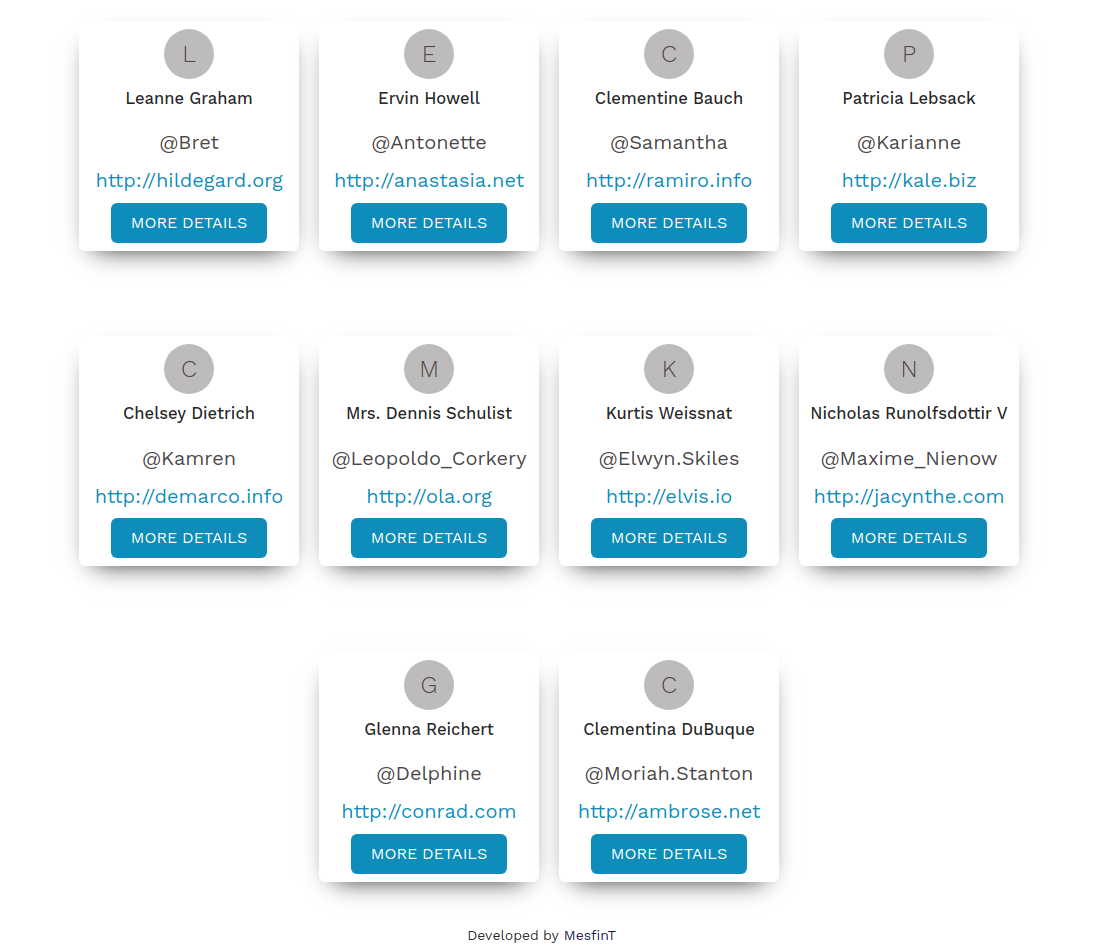 L
Leanne Graham
@Bret
http://hildegard.org
MORE DETAILS
E
Ervin Howell
@Antonette
http://anastasia.net
MORE DETAILS
C
Clementine Bauch
@Samantha
http://ramiro.info
MORE DETAILS
P
Patricia Lebsack
@Karianne
http://kale.biz
MORE DETAILS
C
Chelsey Dietrich
@Kamren
http://demarco.info
MORE DETAILS
M
Mrs. Dennis Schulist
@Leopoldo_Corkery
http://ola.org
MORE DETAILS
K
Kurtis Weissnat
@Elwyn.Skiles
http://elvis.io
MORE DETAILS
N
Nicholas Runolfsdottir V
@Maxime_Nienow
http://jacynthe.com
MORE DETAILS
G
Glenna Reichert
@Delphine
http://conrad.com
MORE DETAILS
C
Clementina DuBuque
@Moriah.Stanton
http://ambrose.net
MORE DETAILS
Developed by MesfinT